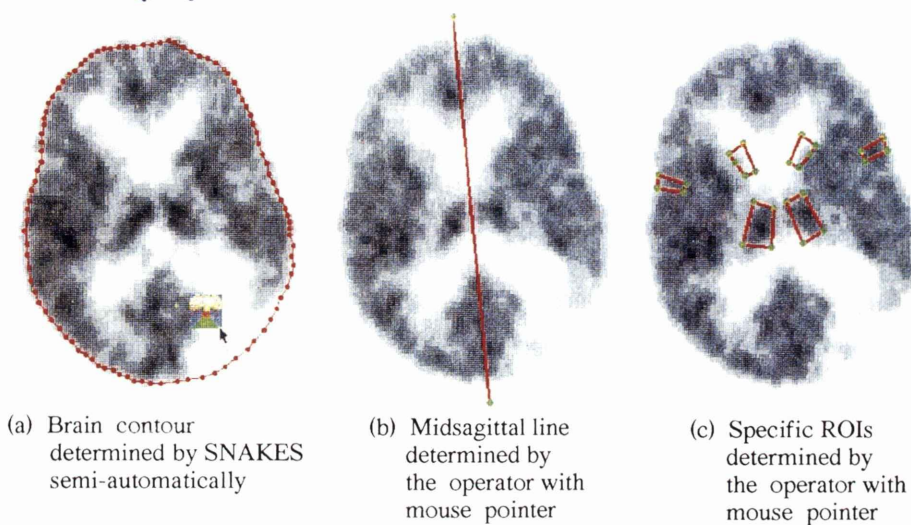 (a) Brain contour
determined by SNAKES
semi-automatically
(b) Midsagittal line
determined by
the operator with
mouse pointer
(c) Specific ROIs
determined by
the operator with
mouse pointer